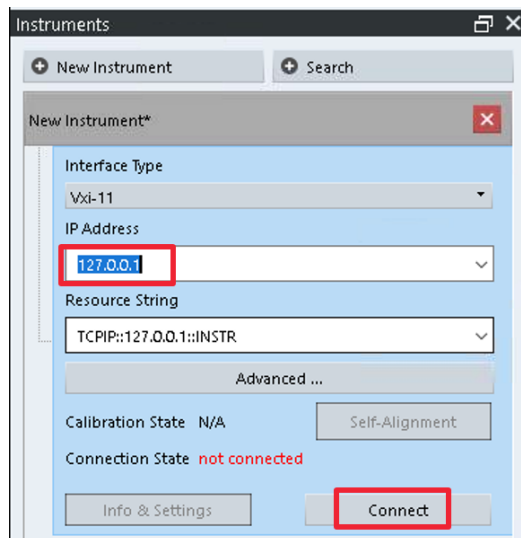 Instruments
New Instrument Search
New Instrument*
Interface Type
Vxi-11
IP Address
127.0.0.1
Resource String
TCPIP::127.0.0.1::INSTR
Advanced ...
Calibration State N/A Self-Alignment
Connection State not connected
Info & Settings Connect